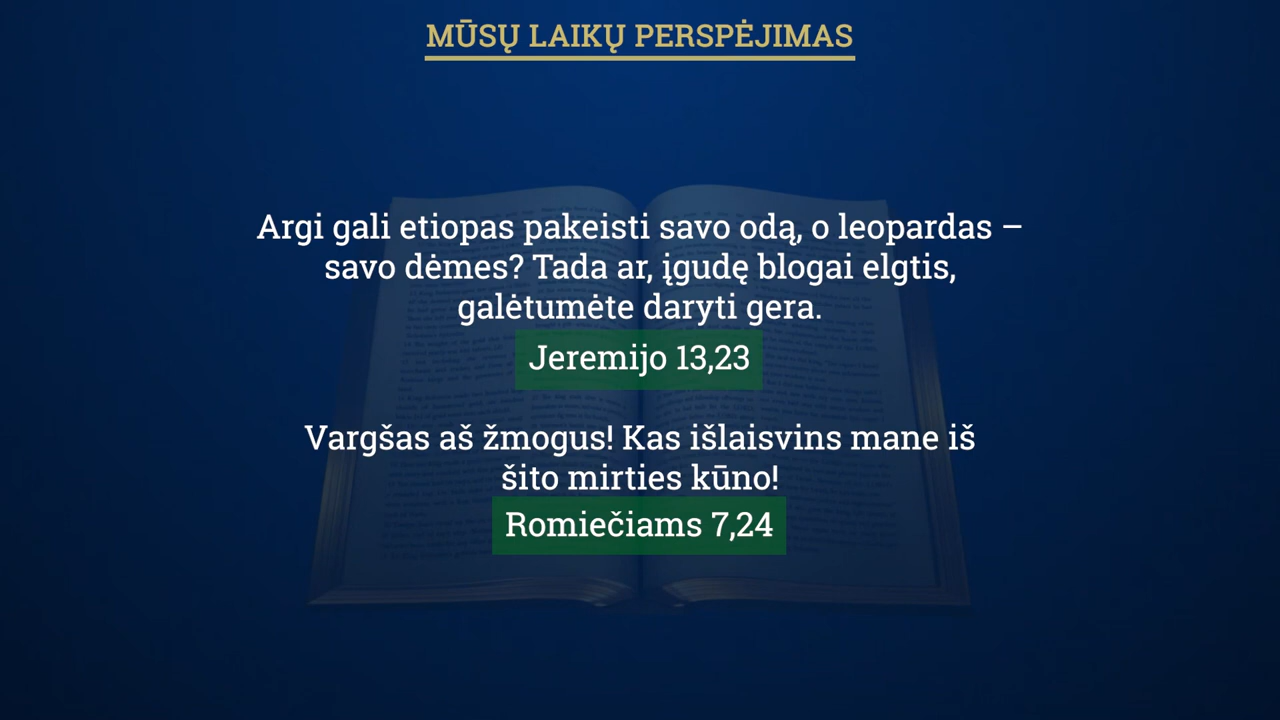 MŪSŲ LAIKŲ PERSPĖJIMAS
Argi gali etiopas pakeisti savo odą, o leopardas –
savo dėmes? Tada ar, įgudę blogai elgtis,
galėtumėte daryti gera.
Jeremijo 13,23
Vargšas aš žmogus! Kas išlaisvins mane iš
šito mirties kūno!
Romiečiams 7,24